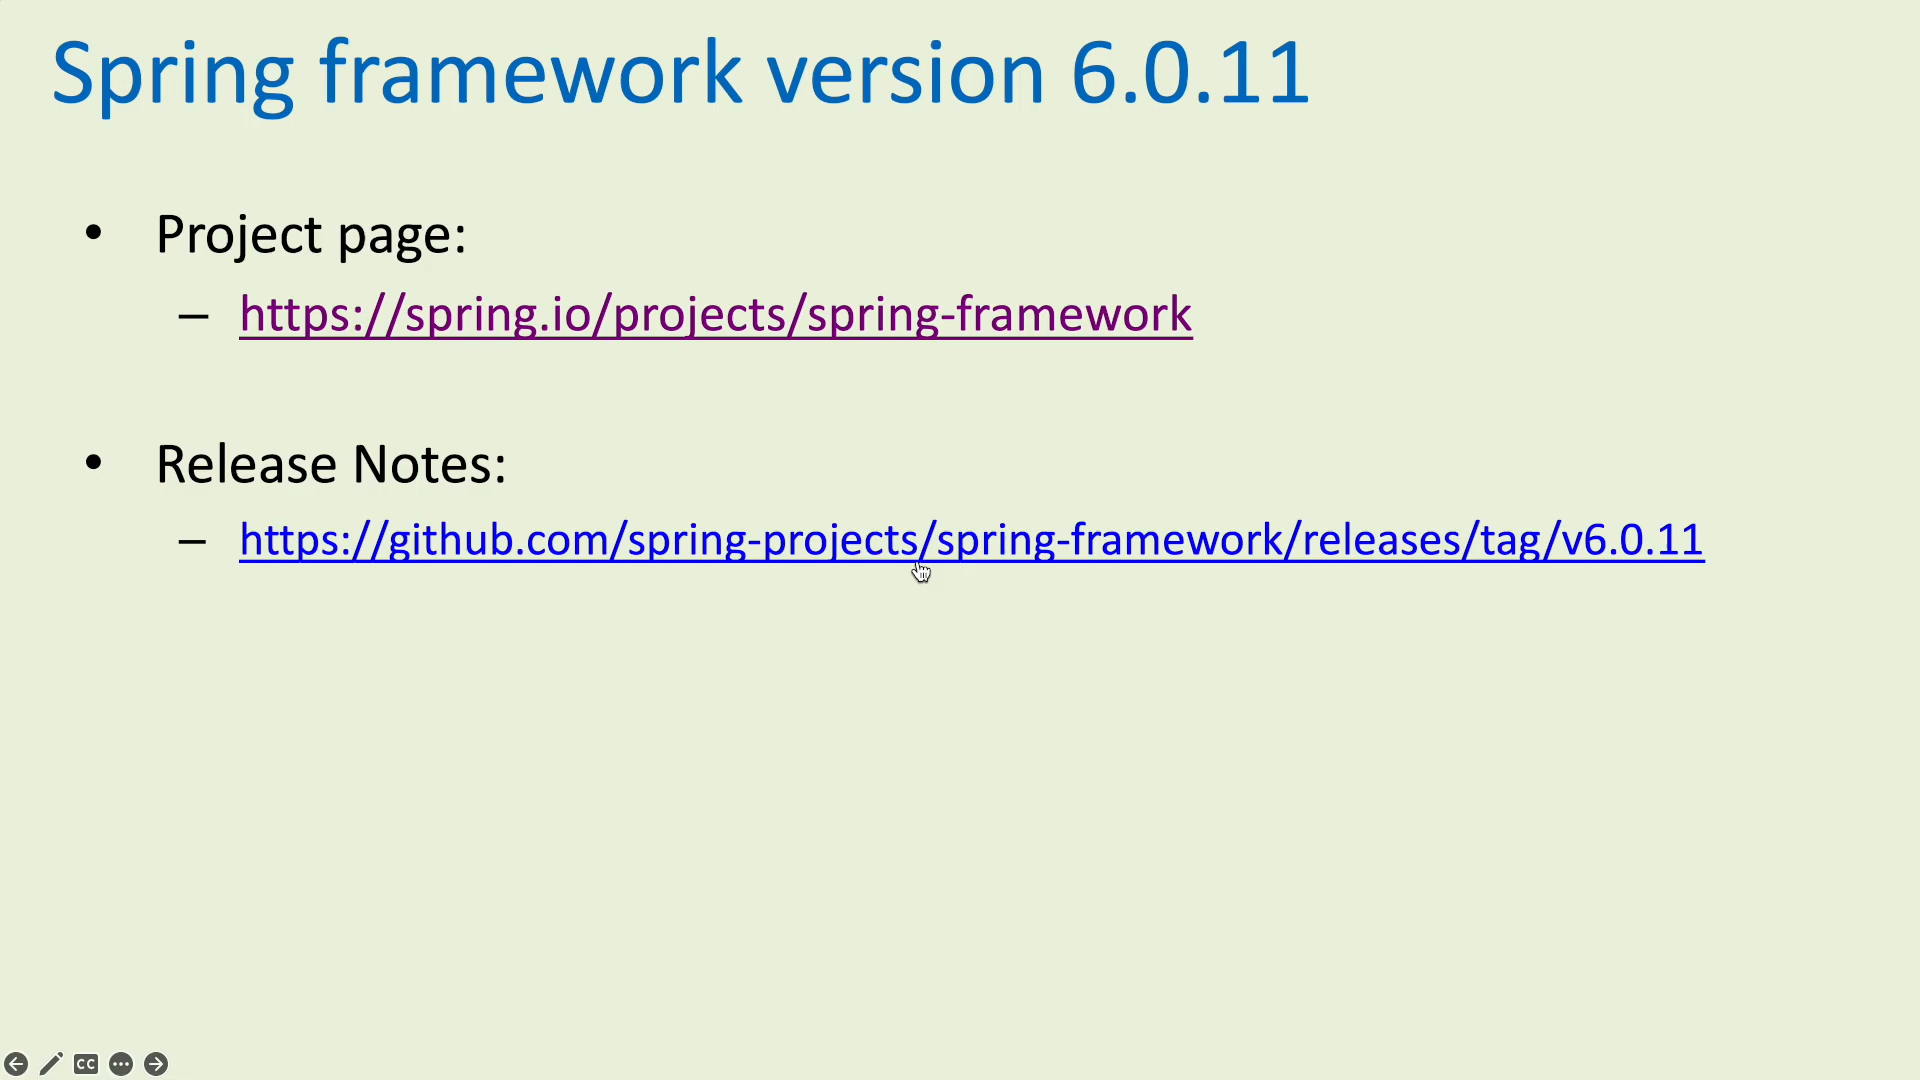 Spring framework version 6.0.11
• Project page:
– https://spring.io/projects/spring-framework
• Release Notes:
– https://github.com/spring-projects/spring-framework/releases/tag/v6.0.11
CC